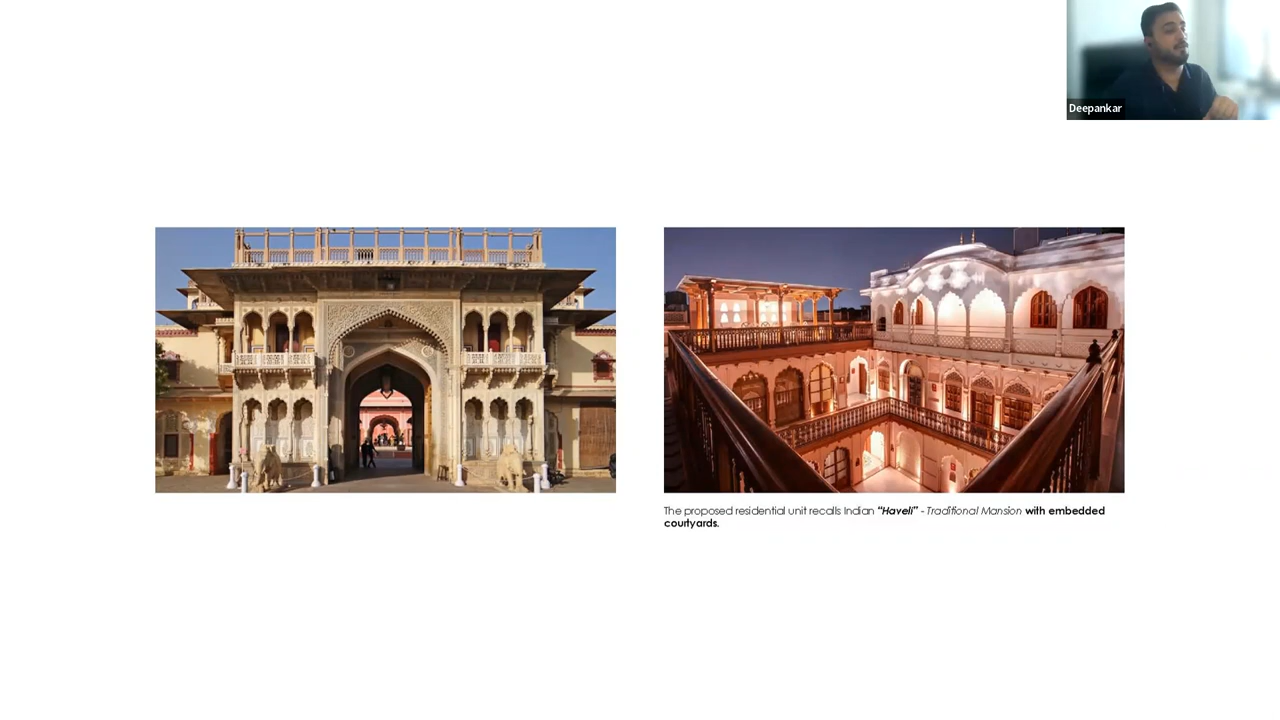 Deepankar
The proposed residential unit recalls Indian “Haveli” - Traditional Mansion with embedded
courtyards.